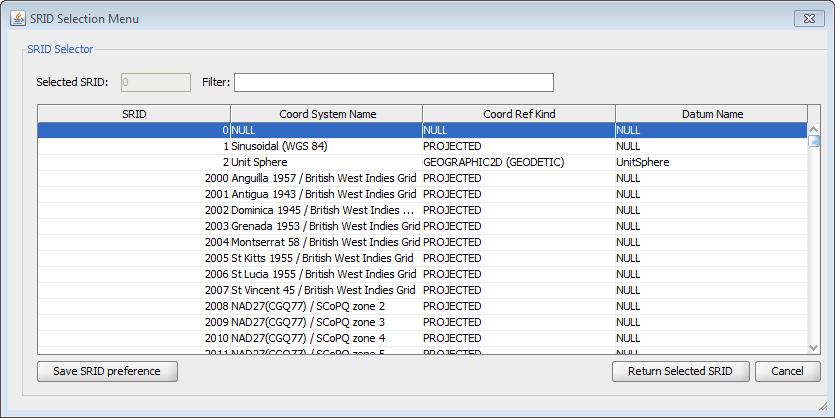 SRID Selection Menu
SRID Selector
Selected SRID: 0 Filter:
SRID Coord System Name Coord Ref Kind Datum Name
0 NULL NULL NULL
1 Sinusoidal (WGS 84) PROJECTED NULL
2 Unit Sphere GEOGRAPHIC2D (GEODETIC) UnitSphere
2000 Anguilla 1957 / British West Indies Grid PROJECTED NULL
2001 Antigua 1943 / British West Indies Grid PROJECTED NULL
2002 Dominica 1945 / British West Indies ... PROJECTED NULL
2003 Grenada 1953 / British West Indies Grid PROJECTED NULL
2004 Montserrat 58 / British West Indies Grid PROJECTED NULL
2005 St Kitts 1955 / British West Indies Grid PROJECTED NULL
2006 St Lucia 1955 / British West Indies Grid PROJECTED NULL
2007 St Vincent 45 / British West Indies Grid PROJECTED NULL
2008 NAD27(CGQ77) / SCoPQ zone 2 PROJECTED NULL
2009 NAD27(CGQ77) / SCoPQ zone 3 PROJECTED NULL
2010 NAD27(CGQ77) / SCoPQ zone 4 PROJECTED NULL
2011 NAD27(CGQ77) / SCoPQ zone 5 PROJECTED NULL
Save SRID preference Return Selected SRID Cancel